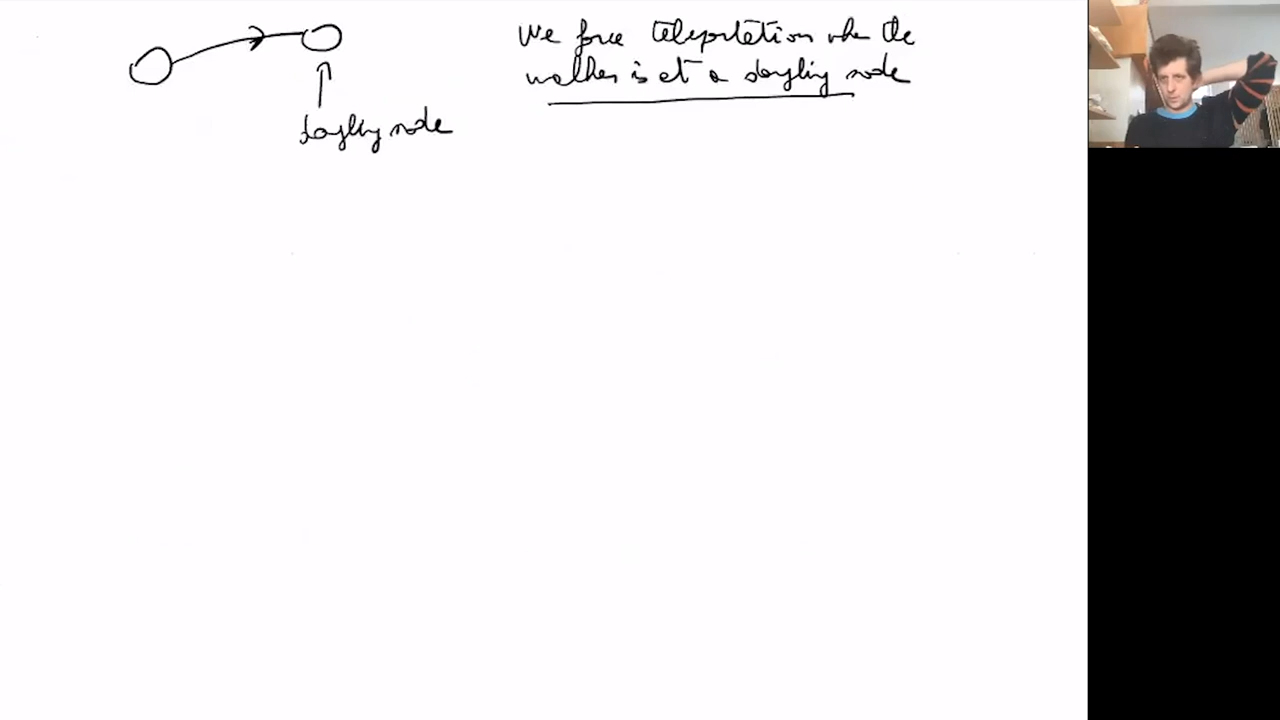 We force teleportation when the
walker is at a dangling node
dangling node